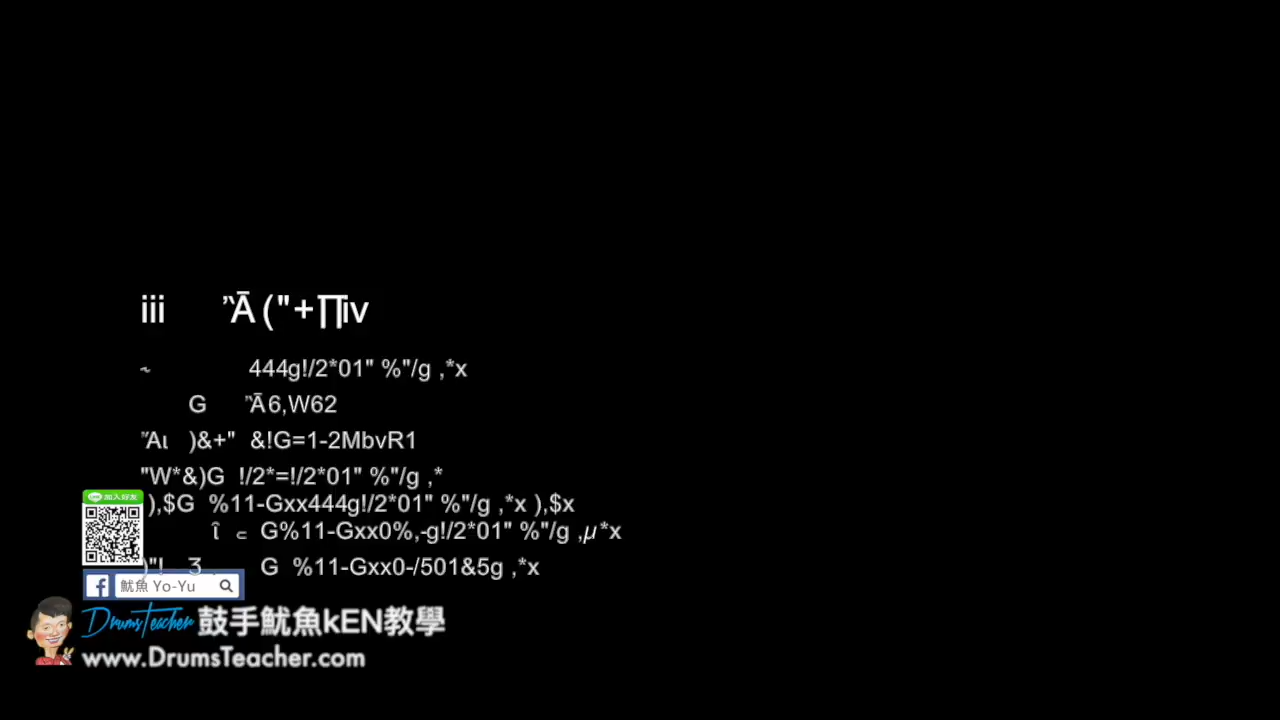 iii ῍Ᾱ ("+∏iv
~ 444g!/2*01" %"/g ,*x
G ῍Ᾱ6,W62
Ἄι )&+" &!G=1-2MbvR1
"W*&)G !/2*=!/2*01" %"/g ,*
),$G %11-Gxx444g!/2*01" %"/g ,*x ),$x
G%11-Gxx0%,-g!/2*01" %"/g ,µ*x
)"! G %11-Gxx0-/501&5g ,*x
加入好友
魷魚 Yo-Yu
DrumsTeacher 鼓手魷魚kEN教學
www.DrumsTeacher.com